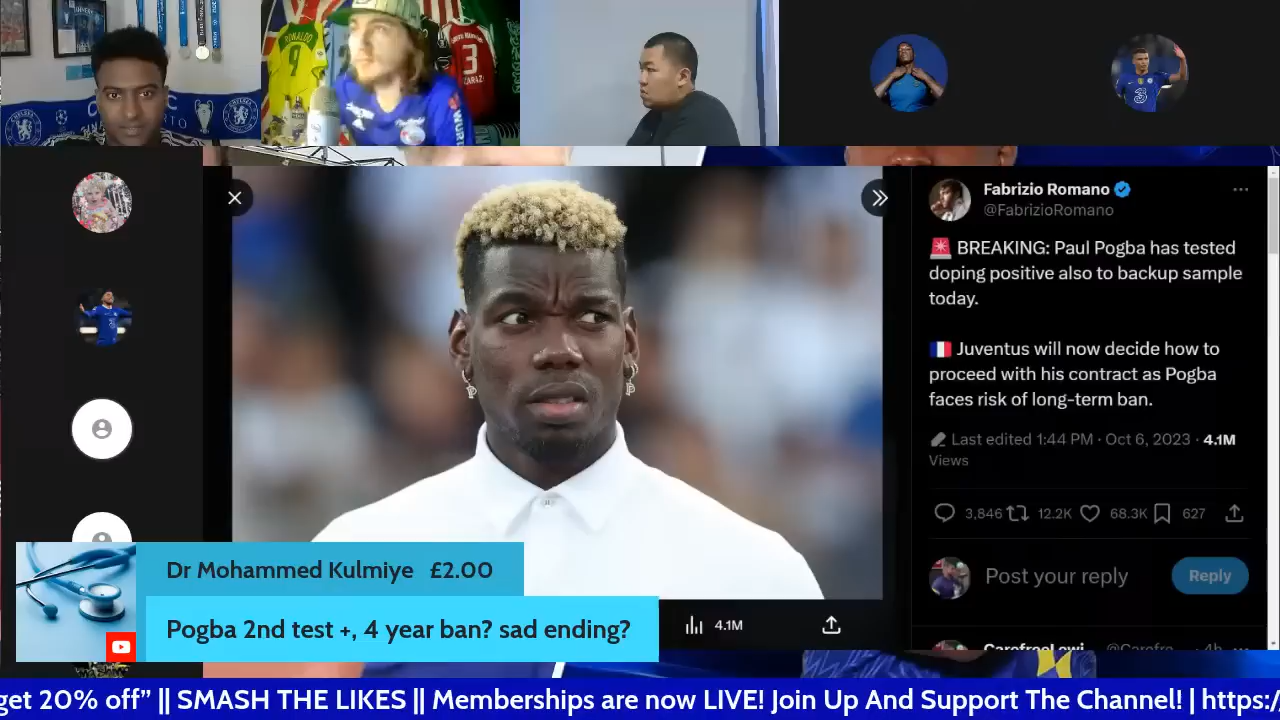 RONALDO
9
3
Fabrizio Romano
@FabrizioRomano
🚨 BREAKING: Paul Pogba has tested
doping positive also to backup sample
today.
🇫🇷 Juventus will now decide how to
proceed with his contract as Pogba
faces risk of long-term ban.
Last edited 1:44 PM · Oct 6, 2023 · 4.1M
Views
3,846 12.2K 68.3K 627
Post your reply
Reply
4.1M
Dr Mohammed Kulmiye £2.00
Pogba 2nd test +, 4 year ban? sad ending?
get 20% off” || SMASH THE LIKES || Memberships are now LIVE! Join Up And Support The Channel! | https:/